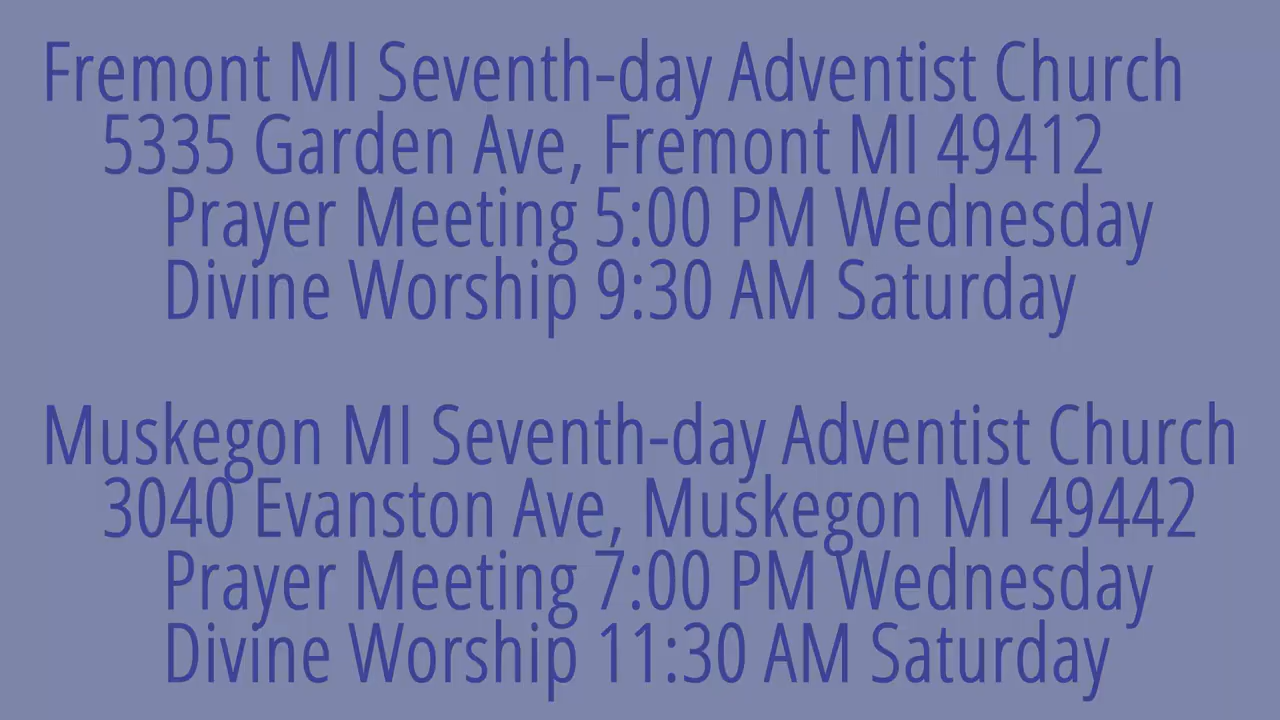 Fremont MI Seventh-day Adventist Church
5335 Garden Ave, Fremont MI 49412
Prayer Meeting 5:00 PM Wednesday
Divine Worship 9:30 AM Saturday
Muskegon MI Seventh-day Adventist Church
3040 Evanston Ave, Muskegon MI 49442
Prayer Meeting 7:00 PM Wednesday
Divine Worship 11:30 AM Saturday